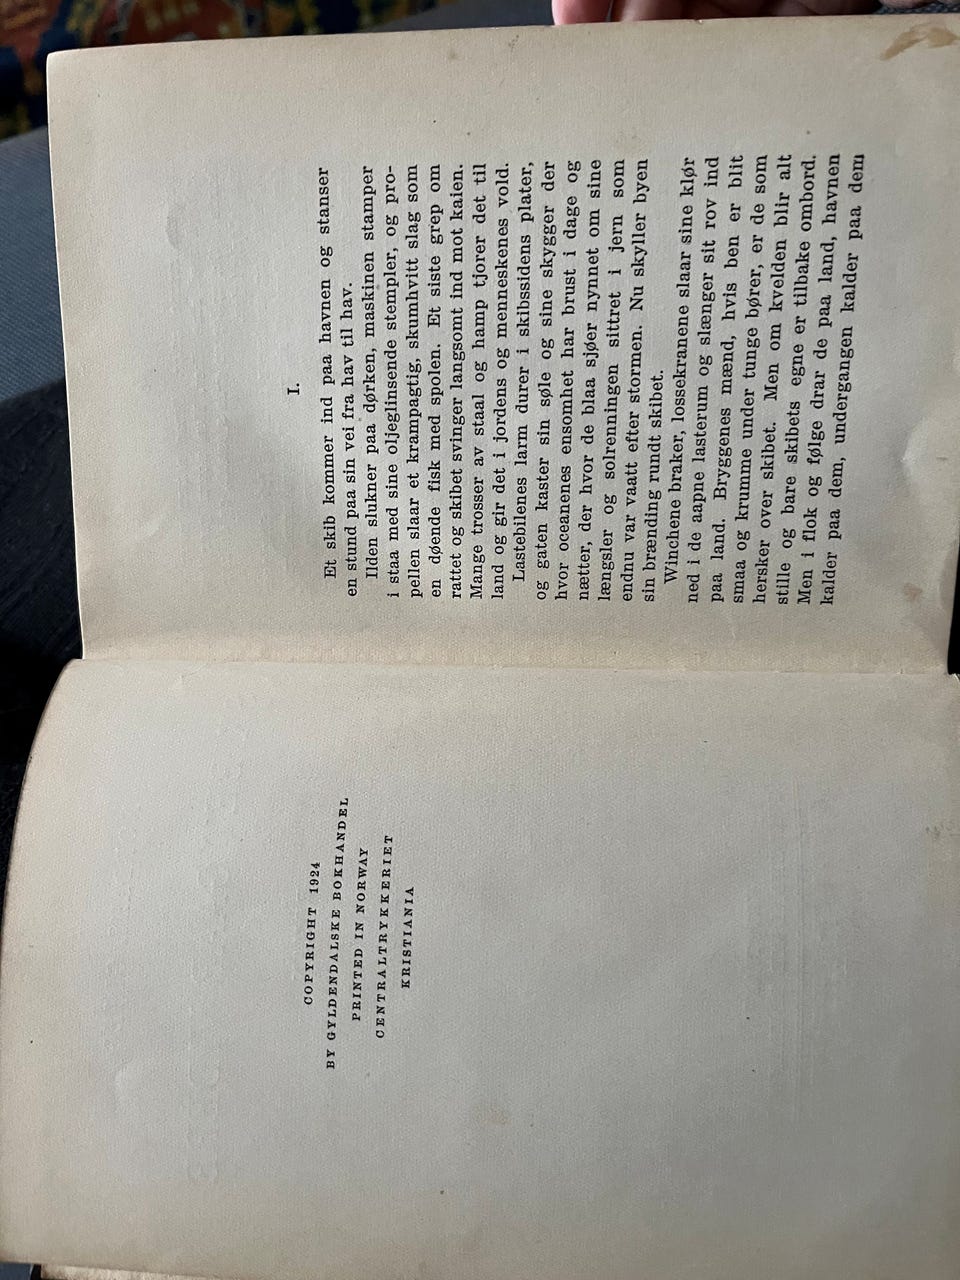 COPYRIGHT 1924
BY GYLDENDALSKE BOKHANDEL
PRINTED IN NORWAY
CENTRALTRYKKERIET
KRISTIANIA
I.
Et skib kommer ind paa havnen og stanser
en stund paa sin vei fra hav til hav.
Ilden slukner paa dørken, maskinen stamper
i staa med sine oljeglinsende stempler, og pro-
pellen slaar et krampagtig, skumhvitt slag som
en døende fisk med spolen. Et siste grep om
rattet og skibet svinger langsomt ind mot kaien.
Mange trosser av staal og hamp tjorer det til
land og gir det i jordens og menneskenes vold.
Lastebilenes larm durer i skibssidens plater,
og gaten kaster sin søle og sine skygger der
hvor oceanenes ensomhet har brust i dage og
nætter, der hvor de blaa sjøer nynnet om sine
længsler og solrenningen sittret i jern som
endnu var vaatt efter stormen. Nu skyller byen
sin brænding rundt skibet.
Winchene braker, lossekranene slaar sine klør
ned i de aapne lasterum og slænger sit rov ind
paa land. Bryggenes mænd, hvis ben er blit
smaa og krumme under tunge bører, er de som
hersker over skibet. Men om kvelden blir alt
stille og bare skibets egne er tilbake ombord.
Men i flok og følge drar de paa land, havnen
kalder paa dem, undergangen kalder paa dem